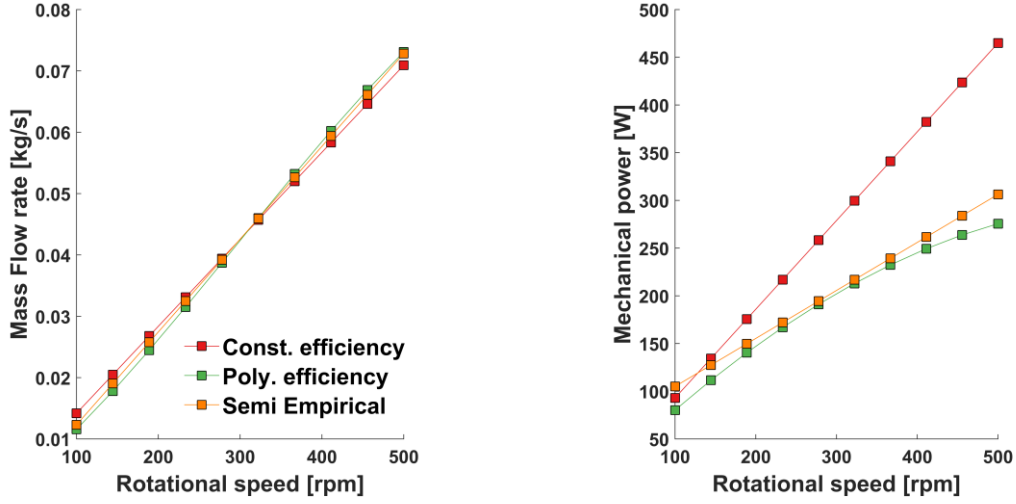 0.08
0.07
0.06
0.05
0.04
0.03
0.02
0.01
Mass Flow rate [kg/s]
Const. efficiency
Poly. efficiency
Semi Empirical
100 200 300 400 500
Rotational speed [rpm]
500
450
400
350
300
250
200
150
100
50
Mechanical power [W]
100 200 300 400 500
Rotational speed [rpm]